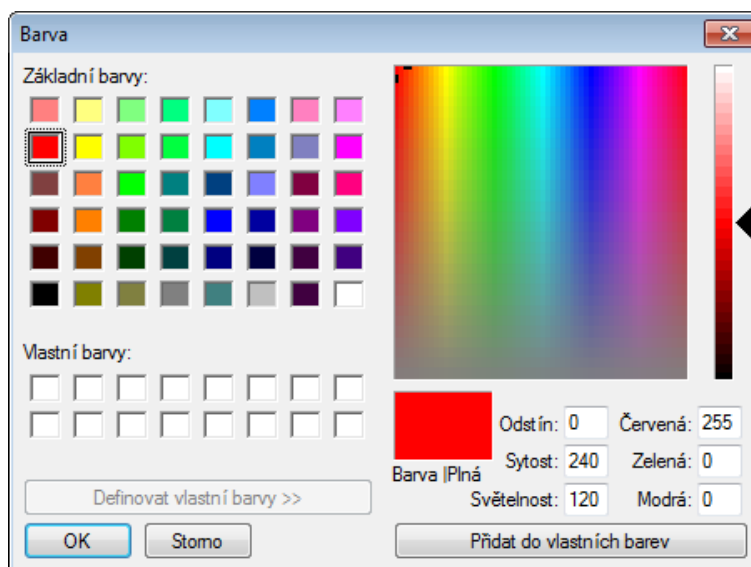 Barva
Základní barvy:
Vlastní barvy:
Definovat vlastní barvy >>
OK
Storno
Barva |Plná
Odstín: 0
Sytost: 240
Světelnost: 120
Červená: 255
Zelená: 0
Modrá: 0
Přidat do vlastních barev